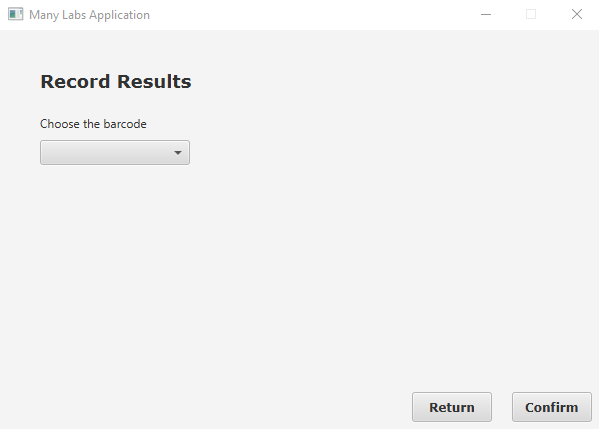 Many Labs Application
Record Results
Choose the barcode
Return
Confirm